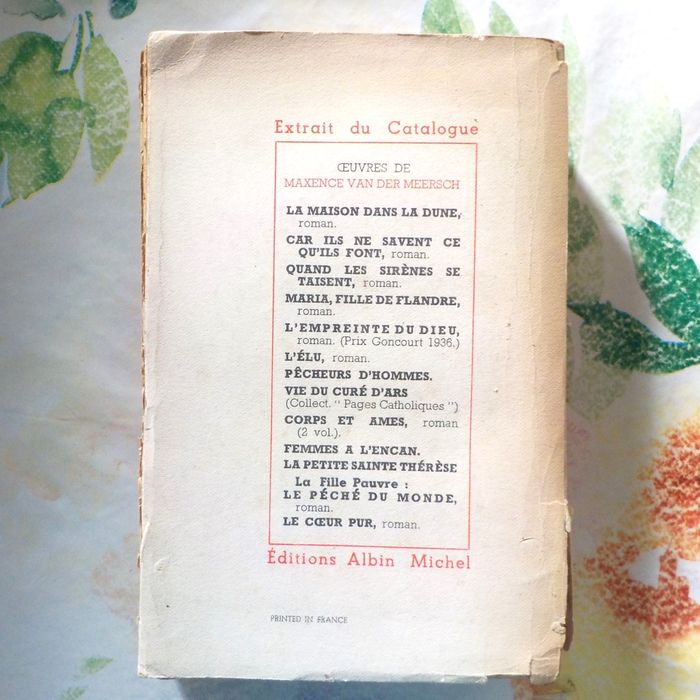 Extrait du Catalogue
ŒUVRES DE
MAXENCE VAN DER MEERSCH
LA MAISON DANS LA DUNE,
roman.
CAR ILS NE SAVENT CE
QU'ILS FONT, roman.
QUAND LES SIRÈNES SE
TAISENT, roman.
MARIA, FILLE DE FLANDRE,
roman.
L'EMPREINTE DU DIEU,
roman. (Prix Goncourt 1936.)
L'ÉLU, roman.
PÊCHEURS D'HOMMES.
VIE DU CURÉ D'ARS
(Collect. " Pages Catholiques ")
CORPS ET AMES, roman
(2 vol.).
FEMMES A L'ENCAN.
LA PETITE SAINTE THÉRÈSE
La Fille Pauvre :
LE PÉCHÉ DU MONDE,
roman.
LE CŒUR PUR, roman.
Éditions Albin Michel
PRINTED IN FRANCE